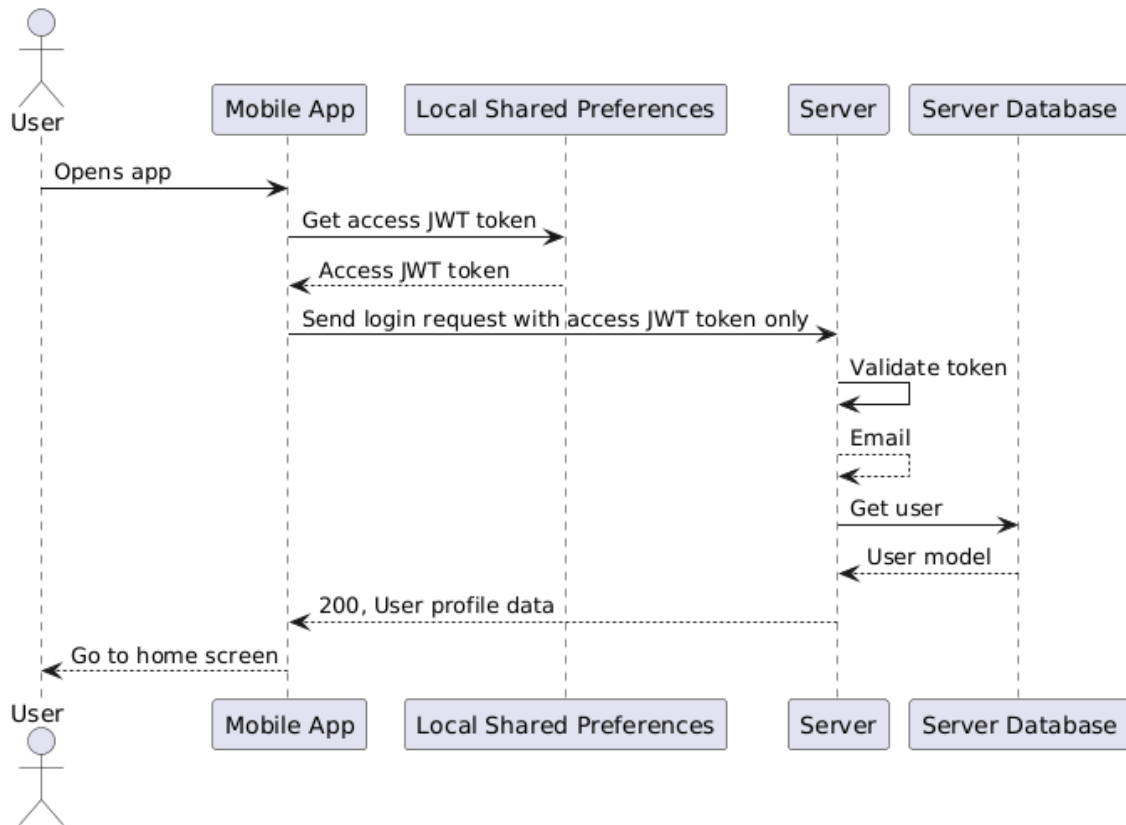 User
Mobile App
Local Shared Preferences
Server
Server Database
Opens app
Get access JWT token
Access JWT token
Send login request with access JWT token only
Validate token
Email
Get user
User model
200, User profile data
Go to home screen
User
Mobile App
Local Shared Preferences
Server
Server Database